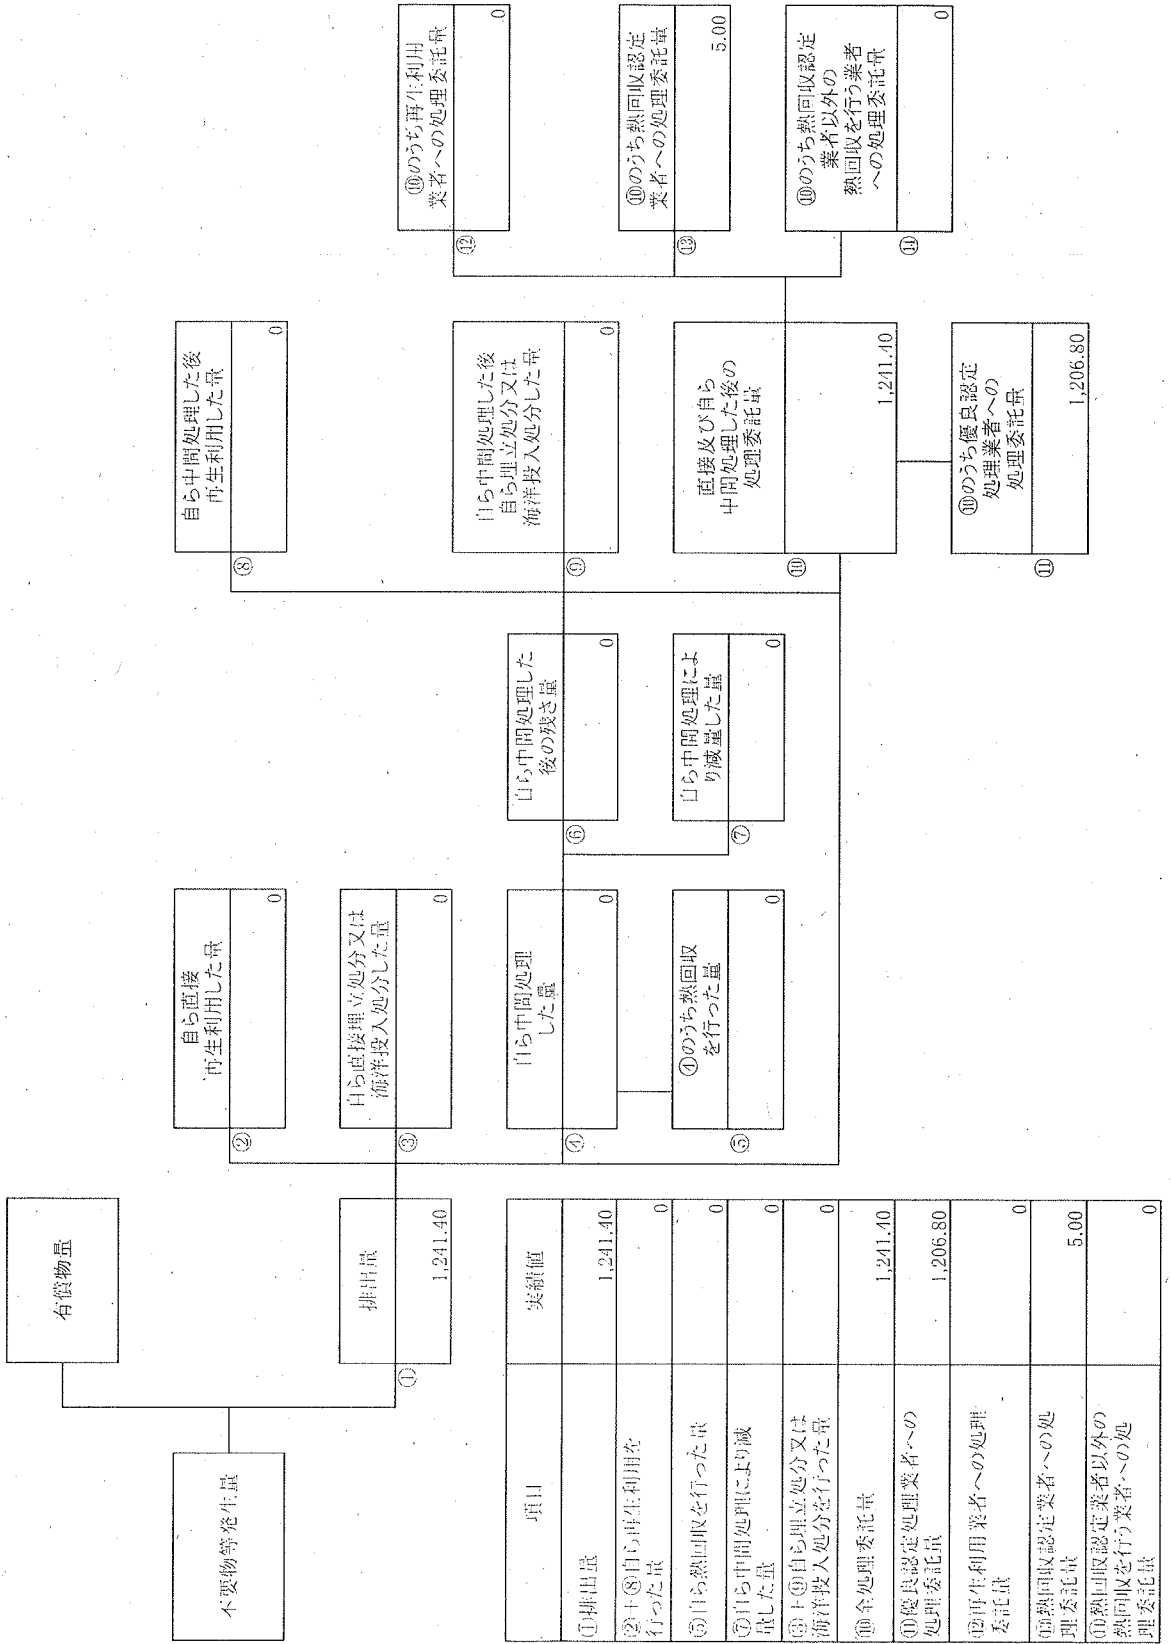 不要物等発生量
有償物量
①
排出量
1,241.40
②
自ら直接
再生利用した量
0
③
自ら直接埋立処分又は
海洋投入処分した量
0
④
自ら中間処理
した量
0
⑤
④のうち熱回収
を行った量
0
⑥
自ら中間処理した
後の残さ量
0
⑦
自ら中間処理によ
り減量した量
0
⑧
自ら中間処理した後
再生利用した量
0
⑨
自ら中間処理した後
自ら埋立処分又は
海洋投入処分した量
0
⑩
直接及び自ら
中間処理した後の
処理委託量
1,241.40
⑪
⑩のうち優良認定
処理業者への
処理委託量
1,206.80
⑫
⑩のうち再生利用
業者への処理委託量
0
⑬
⑩のうち熱回収認定
業者への処理委託量
5.00
⑭
⑩のうち熱回収認定
業者以外の
熱回収を行う業者
への処理委託量
0
項目 実績値
①排出量 1,241.40
②+⑧自ら再生利用を
行った量 0
⑤自ら熱回収を行った量 0
⑦自ら中間処理により減
量した量 0
③+⑨自ら埋立処分又は
海洋投入処分を行った量 0
⑩全処理委託量 1,241.40
⑪優良認定処理業者への
処理委託量 1,206.80
⑫再生利用業者への処理
委託量 0
⑬熱回収認定業者への処
理委託量 5.00
⑭熱回収認定業者以外の
熱回収を行う業者への処
理委託量 0